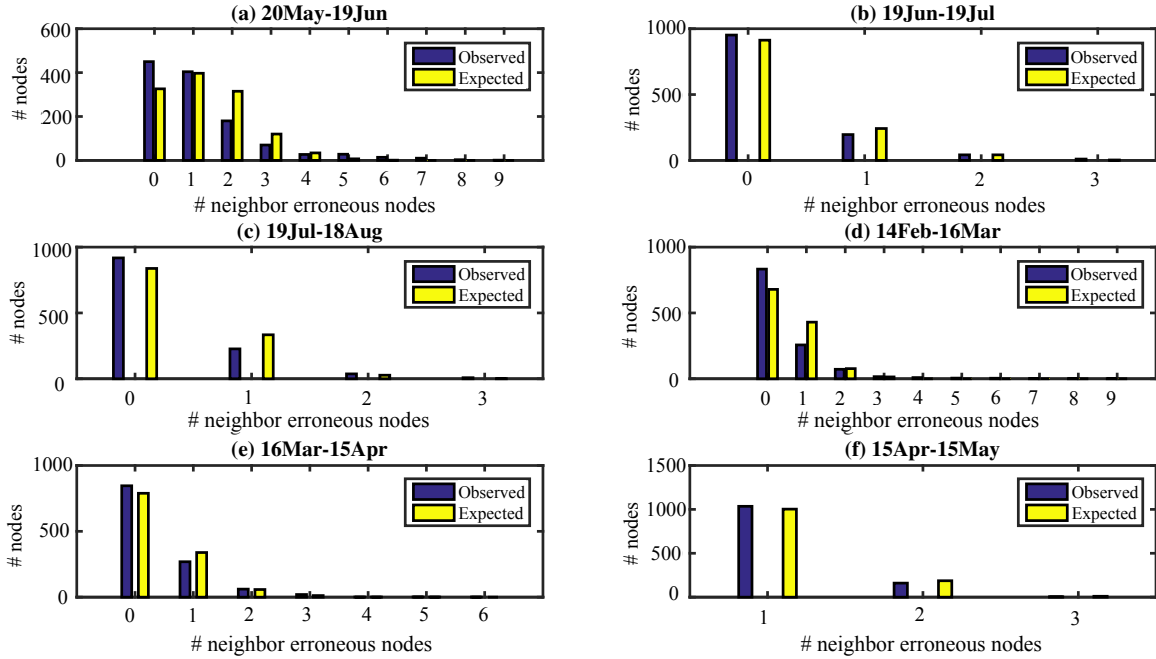 (a) 20May-19Jun
600
400
200
0
# nodes
Observed
Expected
0 1 2 3 4 5 6 7 8 9
# neighbor erroneous nodes
(b) 19Jun-19Jul
1000
500
0
# nodes
Observed
Expected
0 1 2 3
# neighbor erroneous nodes
(c) 19Jul-18Aug
1000
500
0
# nodes
Observed
Expected
0 1 2 3
# neighbor erroneous nodes
(d) 14Feb-16Mar
1000
500
0
# nodes
Observed
Expected
0 1 2 3 4 5 6 7 8 9
# neighbor erroneous nodes
(e) 16Mar-15Apr
1000
500
0
# nodes
Observed
Expected
0 1 2 3 4 5 6
# neighbor erroneous nodes
(f) 15Apr-15May
1500
1000
500
0
# nodes
Observed
Expected
1 2 3
# neighbor erroneous nodes